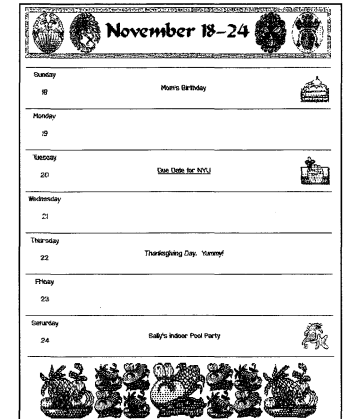 November 18-24
Sunday
18 Mom's Birthday
Monday
19
Tuesday
20 Due Date for NYU
Wednesday
21
Thursday
22 Thanksgiving Day. Yummy!
Friday
23
Saturday
24 Sally's Indoor Pool Party